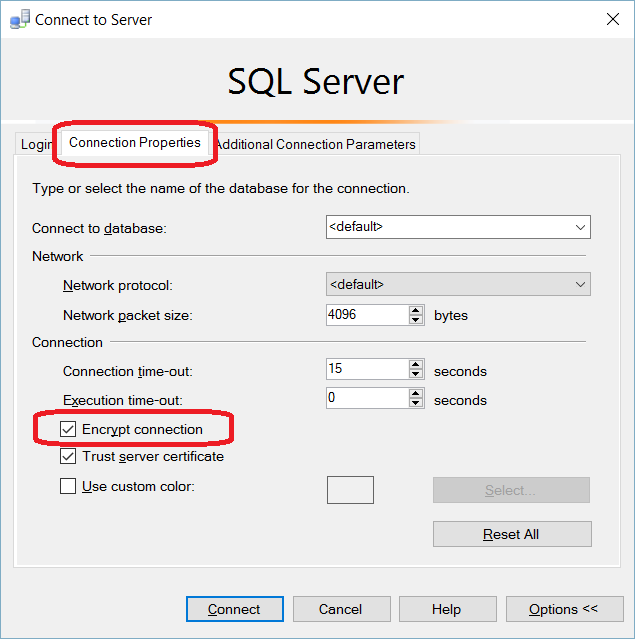 Connect to Server
SQL Server
Login Connection Properties Additional Connection Parameters
Type or select the name of the database for the connection.
Connect to database: <default>
Network
Network protocol: <default>
Network packet size: 4096 bytes
Connection
Connection time-out: 15 seconds
Execution time-out: 0 seconds
Encrypt connection
Trust server certificate
Use custom color: Select...
Reset All
Connect Cancel Help Options <<